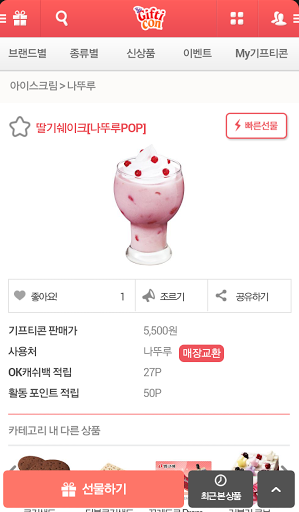 Gifti
con
브랜드별 종류별 신상품 이벤트 My기프티콘
아이스크림 > 나뚜루
딸기쉐이크[나뚜루POP]
빠른선물
좋아요! 1 조르기 공유하기
기프티콘 판매가 5,500원
사용처 나뚜루 매장교환
OK캐쉬백 적립 27P
활동 포인트 적립 50P
카테고리 내 다른 상품
선물하기
최근 본 상품